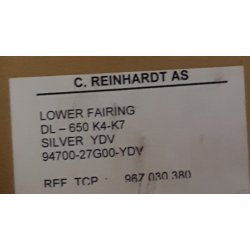 C. REINHARDT AS
LOWER FAIRING
DL – 650 K4-K7
SILVER YDV
94700-27G00-YDV
REF. TCP : 967 030 380